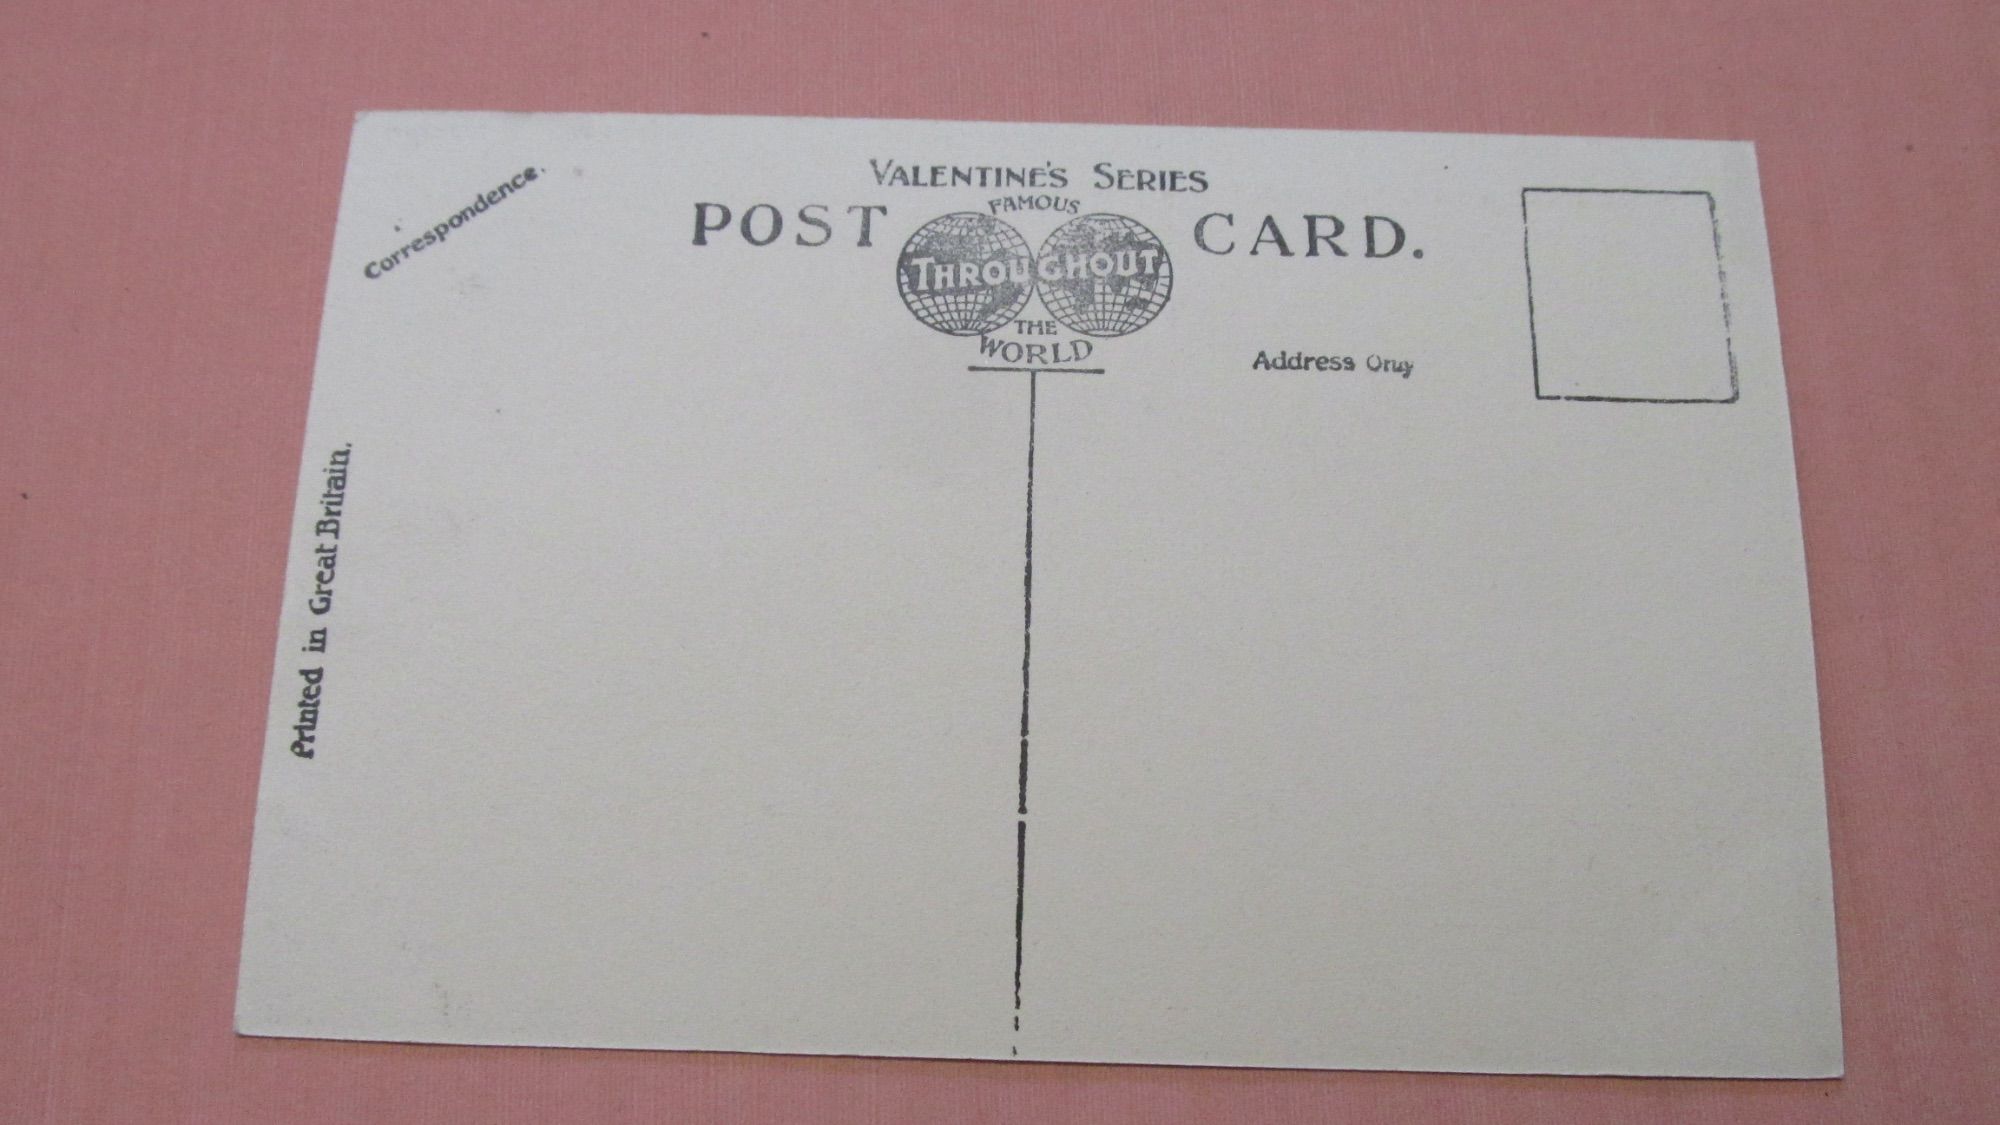 Correspondence.
VALENTINE'S SERIES
POST CARD.
FAMOUS
THROUGHOUT
THE
WORLD
Address Only
Printed in Great Britain.